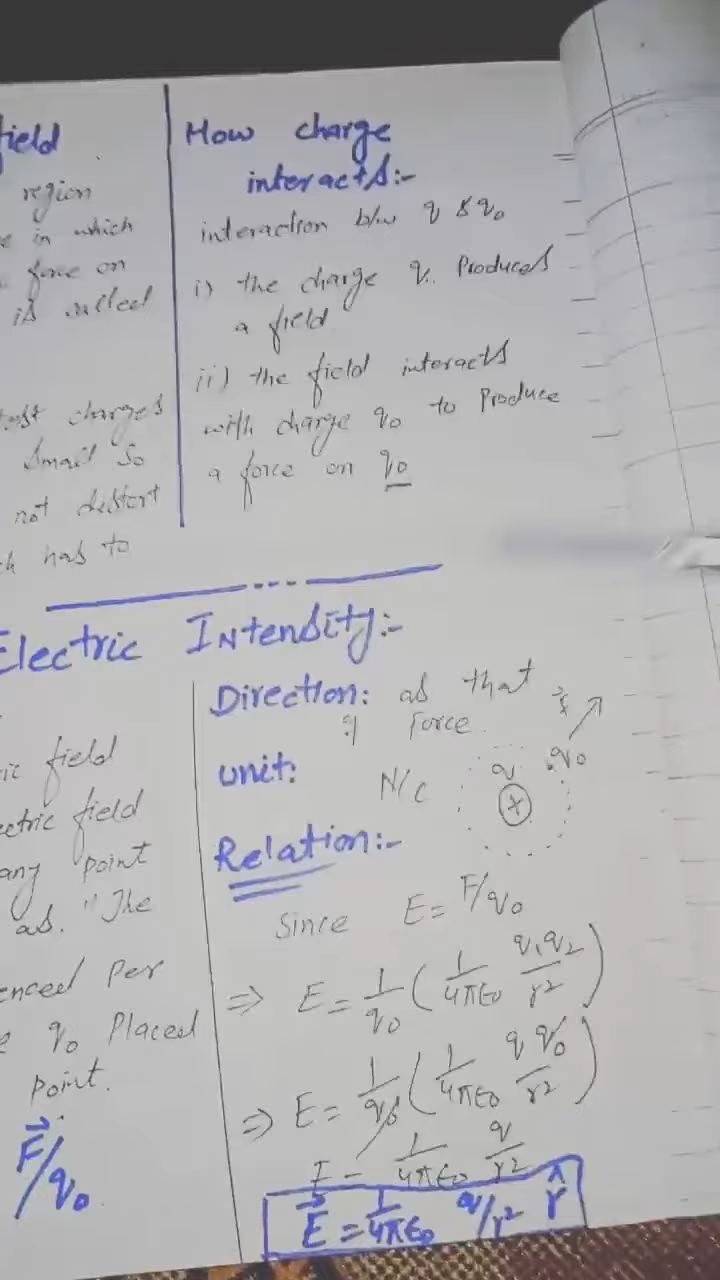 field
region
in which
force on
is called
test charges
small so
not distort
has to
How charge
interacts:-
interaction b/w q & q₀
i) the charge q. Produces
a field
ii) the field interacts
with charge q₀ to Produce
a force on q₀
Electric Intensity:-
field
electric field
any point
as. "The
Per
q₀ Placed
Point.
F⃗/q₀
Direction: as that
of Force.
q .q₀
unit: N/C
+
Relation:-
Since E = F/q₀
⇒ E = 1/q₀ ( 1/4πε₀ q₁q₂/r² )
⇒ E = 1/q₀ ( 1/4πε₀ q q₀/r² )
E = 1/4πε₀ q/r²
E⃗ = 1/4πε₀ q/r² r̂